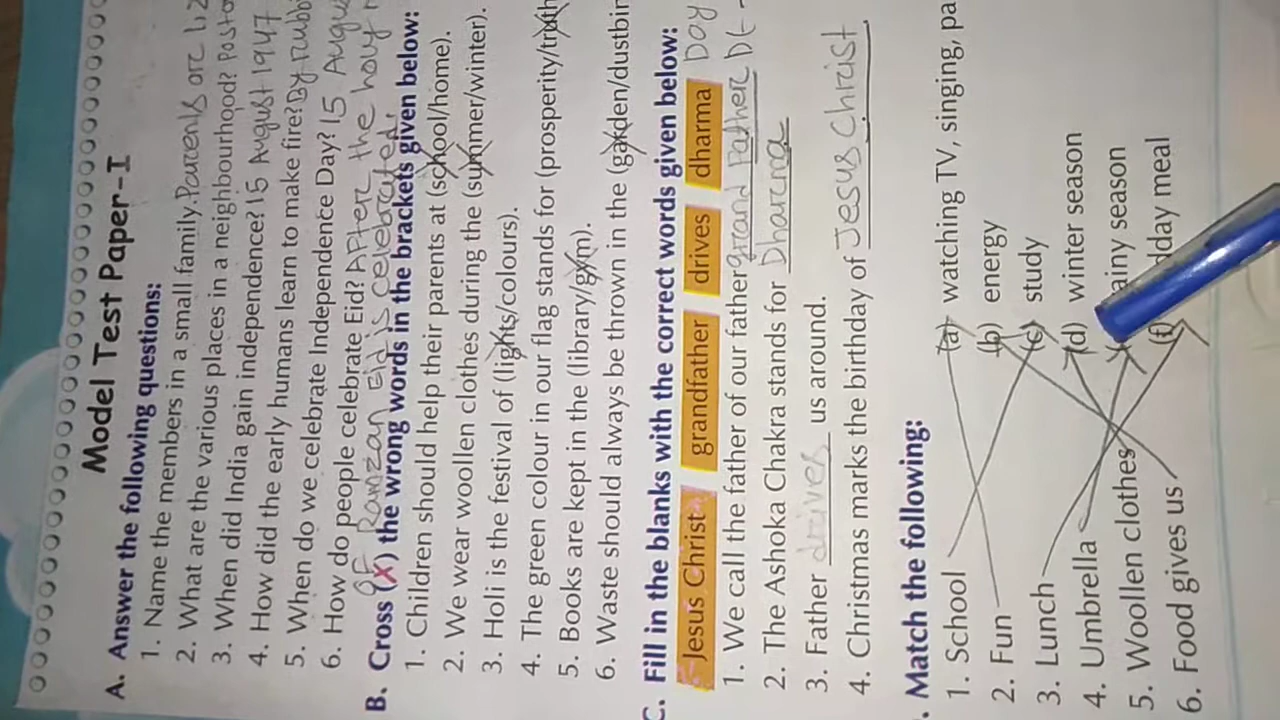 Model Test Paper-I
A. Answer the following questions:
1. Name the members in a small family. Parents are
2. What are the various places in a neighbourhood?
3. When did India gain independence? 15 August 1947
4. How did the early humans learn to make fire? By
5. When do we celebrate Independence Day? 15
6. How do people celebrate Eid? After the holy
of Ramzan Eid is celebrated.
B. Cross (✗) the wrong words in the brackets given below:
1. Children should help their parents at (school/home).
2. We wear woollen clothes during the (summer/winter).
3. Holi is the festival of (lights/colours).
4. The green colour in our flag stands for (prosperity/truth
5. Books are kept in the (library/gym).
6. Waste should always be thrown in the (garden/dustbin
C. Fill in the blanks with the correct words given below:
Jesus Christ grandfather drives dharma Day
1. We call the father of our father grand Father
2. The Ashoka Chakra stands for Dharma
3. Father drives us around.
4. Christmas marks the birthday of Jesus Christ.
. Match the following:
1. School (a) watching TV, singing,
2. Fun (b) energy
3. Lunch (c) study
4. Umbrella (d) winter season
5. Woollen clothes season
6. Food gives us (f) meal